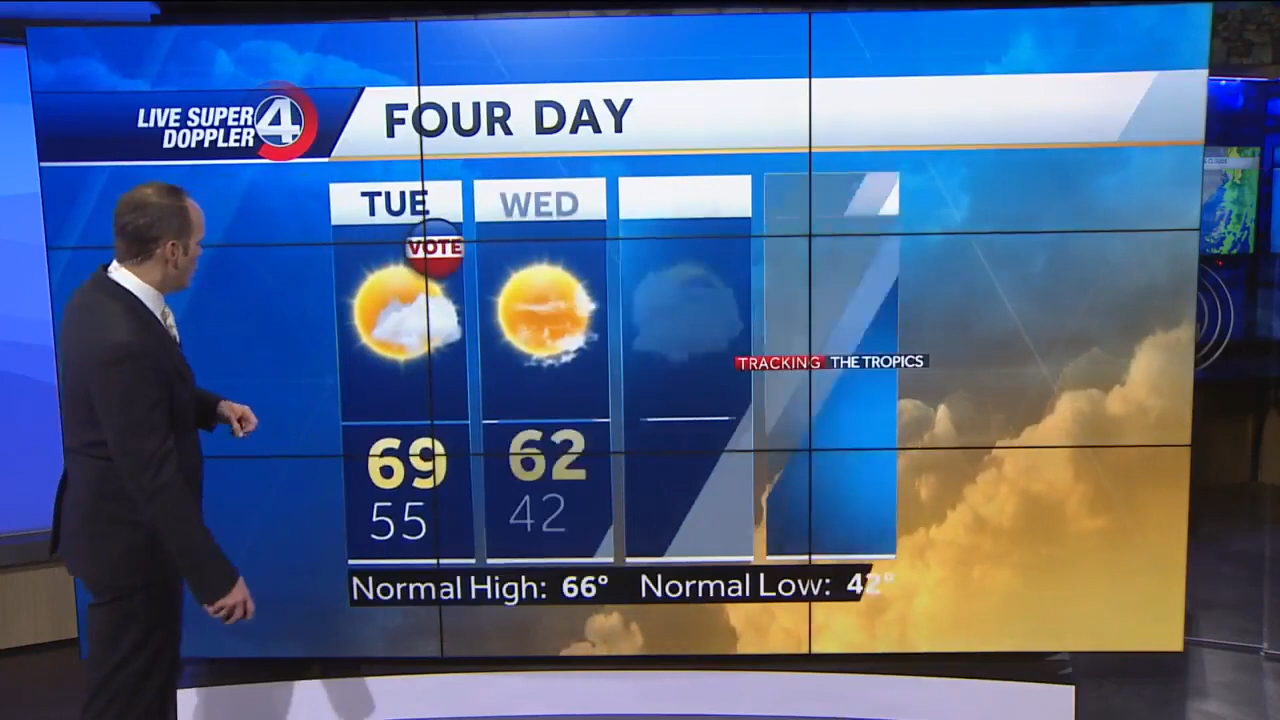 LIVE SUPER
DOPPLER 4
FOUR DAY
TUE
WED
VOTE
TRACKING THE TROPICS
69
62
55
42
Normal High: 66° Normal Low: 42°